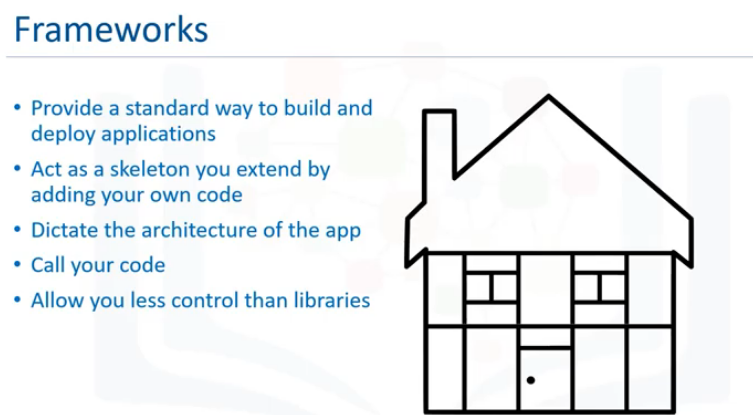 Frameworks
• Provide a standard way to build and
deploy applications
• Act as a skeleton you extend by
adding your own code
• Dictate the architecture of the app
• Call your code
• Allow you less control than libraries